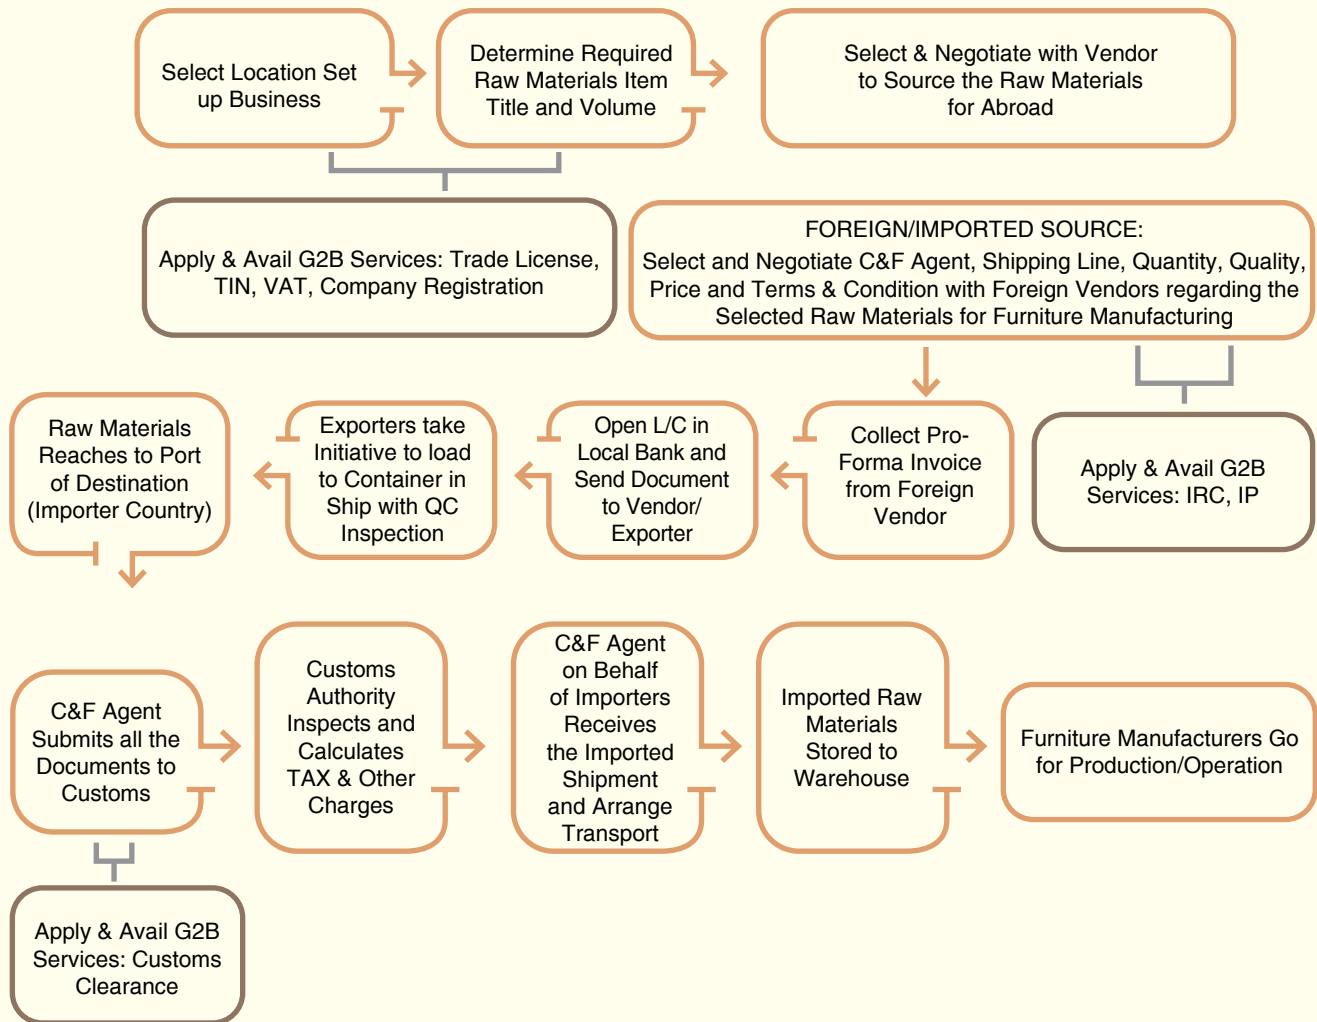 Select Location Set
up Business
Determine Required
Raw Materials Item
Title and Volume
Select & Negotiate with Vendor
to Source the Raw Materials
for Abroad
Apply & Avail G2B Services: Trade License,
TIN, VAT, Company Registration
FOREIGN/IMPORTED SOURCE:
Select and Negotiate C&F Agent, Shipping Line, Quantity, Quality,
Price and Terms & Condition with Foreign Vendors regarding the
Selected Raw Materials for Furniture Manufacturing
Raw Materials
Reaches to Port
of Destination
(Importer Country)
Exporters take
Initiative to load
to Container in
Ship with QC
Inspection
Open L/C in
Local Bank and
Send Document
to Vendor/
Exporter
Collect Pro-
Forma Invoice
from Foreign
Vendor
Apply & Avail G2B
Services: IRC, IP
C&F Agent
Submits all the
Documents to
Customs
Customs
Authority
Inspects and
Calculates
TAX & Other
Charges
C&F Agent
on Behalf
of Importers
Receives
the Imported
Shipment
and Arrange
Transport
Imported Raw
Materials
Stored to
Warehouse
Furniture Manufacturers Go
for Production/Operation
Apply & Avail G2B
Services: Customs
Clearance